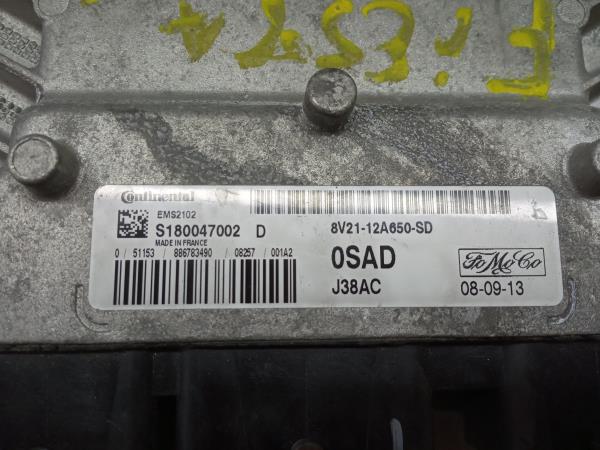 FiESTA
Continental
EMS2102
S180047002 D
MADE IN FRANCE
0 / 51153 / 886783490 / 08257 / 001A2
8V21-12A650-SD
0SAD
J38AC
FoMoCo
08-09-13